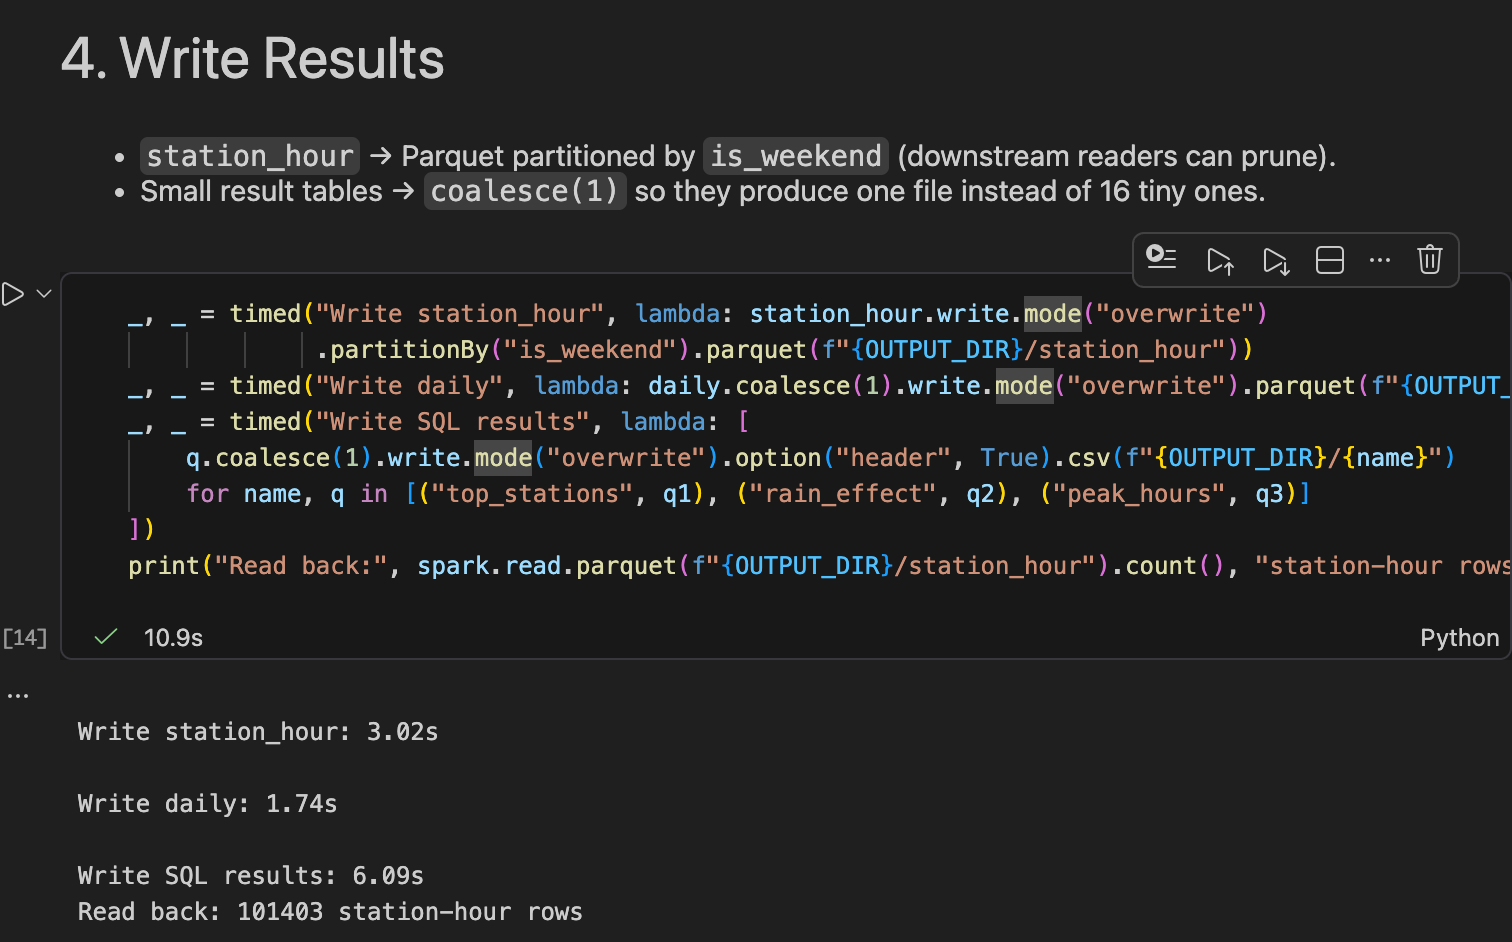 4. Write Results
• station_hour → Parquet partitioned by is_weekend (downstream readers can prune).
• Small result tables → coalesce(1) so they produce one file instead of 16 tiny ones.
_, _ = timed("Write station_hour", lambda: station_hour.write.mode("overwrite")
.partitionBy("is_weekend").parquet(f"{OUTPUT_DIR}/station_hour"))
_, _ = timed("Write daily", lambda: daily.coalesce(1).write.mode("overwrite").parquet(f"{OUTPUT_
_, _ = timed("Write SQL results", lambda: [
q.coalesce(1).write.mode("overwrite").option("header", True).csv(f"{OUTPUT_DIR}/{name}")
for name, q in [("top_stations", q1), ("rain_effect", q2), ("peak_hours", q3)]
])
print("Read back:", spark.read.parquet(f"{OUTPUT_DIR}/station_hour").count(), "station-hour rows
[14]
10.9s
Python
...
Write station_hour: 3.02s
Write daily: 1.74s
Write SQL results: 6.09s
Read back: 101403 station-hour rows